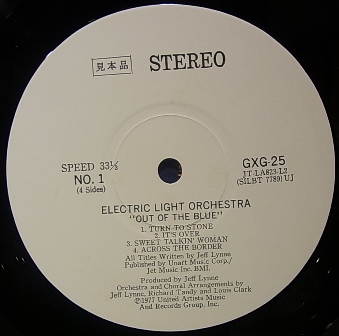 見本品 STEREO
SPEED 33⅓ GXG-25
NO. 1 JT-LA823-L2
(4 Sides) (SILBT 7789) UJ
ELECTRIC LIGHT ORCHESTRA
"OUT OF THE BLUE"
1. TURN TO STONE
2. IT'S OVER
3. SWEET TALKIN' WOMAN
4. ACROSS THE BORDER
All Titles Written by Jeff Lynne
Published by Unart Music Corp./
Jet Music Inc. BMI.
Produced by Jeff Lynne
Orchestra and Choral Arrangements by
Jeff Lynne, Richard Tandy and Louis Clark
©1977 United Artists Music
And Records Group, Inc.